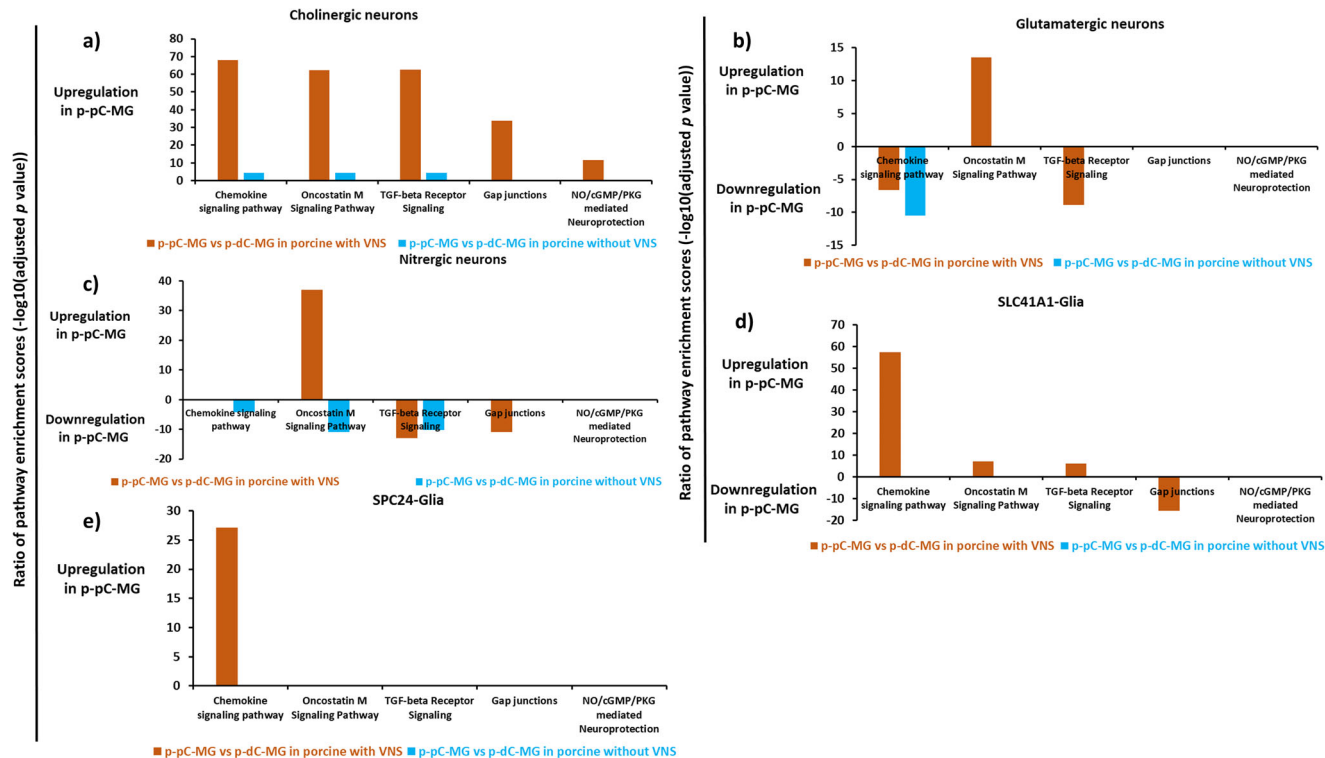 Ratio of pathway enrichment scores (-log10(adjusted p value))
Cholinergic neurons
a)
Upregulation
in p-pC-MG
80
70
60
50
40
30
20
10
0
Chemokine
signaling pathway
Oncostatin M
Signaling Pathway
TGF-beta Receptor
Signaling
Gap junctions
NO/cGMP/PKG
mediated
Neuroprotection
p-pC-MG vs p-dC-MG in porcine with VNS
p-pC-MG vs p-dC-MG in porcine without VNS
Ratio of pathway enrichment scores (-log10(adjusted p value))
Glutamatergic neurons
b)
Upregulation
in p-pC-MG
Downregulation
in p-pC-MG
15
10
5
0
-5
-10
-15
Chemokine
signaling pathway
Oncostatin M
Signaling Pathway
TGF-beta Receptor
Signaling
Gap junctions
NO/cGMP/PKG mediated
Neuroprotection
p-pC-MG vs p-dC-MG in porcine with VNS
p-pC-MG vs p-dC-MG in porcine without VNS
Nitrergic neurons
c)
Upregulation
in p-pC-MG
Downregulation
in p-pC-MG
40
30
20
10
0
-10
-20
Chemokine signaling
pathway
Oncostatin M
Signaling Pathway
TGF-beta Receptor
Signaling
Gap junctions
NO/cGMP/PKG
mediated
Neuroprotection
p-pC-MG vs p-dC-MG in porcine with VNS
p-pC-MG vs p-dC-MG in porcine without VNS
SLC41A1-Glia
d)
Upregulation
in p-pC-MG
Downregulation
in p-pC-MG
70
60
50
40
30
20
10
0
-10
-20
Chemokine
signaling pathway
Oncostatin M
Signaling Pathway
TGF-beta Receptor
Signaling
Gap junctions
NO/cGMP/PKG
mediated
Neuroprotection
p-pC-MG vs p-dC-MG in porcine with VNS
p-pC-MG vs p-dC-MG in porcine without VNS
SPC24-Glia
e)
Upregulation
in p-pC-MG
30
25
20
15
10
5
0
Chemokine
signaling pathway
Oncostatin M
Signaling Pathway
TGF-beta Receptor
Signaling
Gap junctions
NO/cGMP/PKG
mediated
Neuroprotection
p-pC-MG vs p-dC-MG in porcine with VNS
p-pC-MG vs p-dC-MG in porcine without VNS